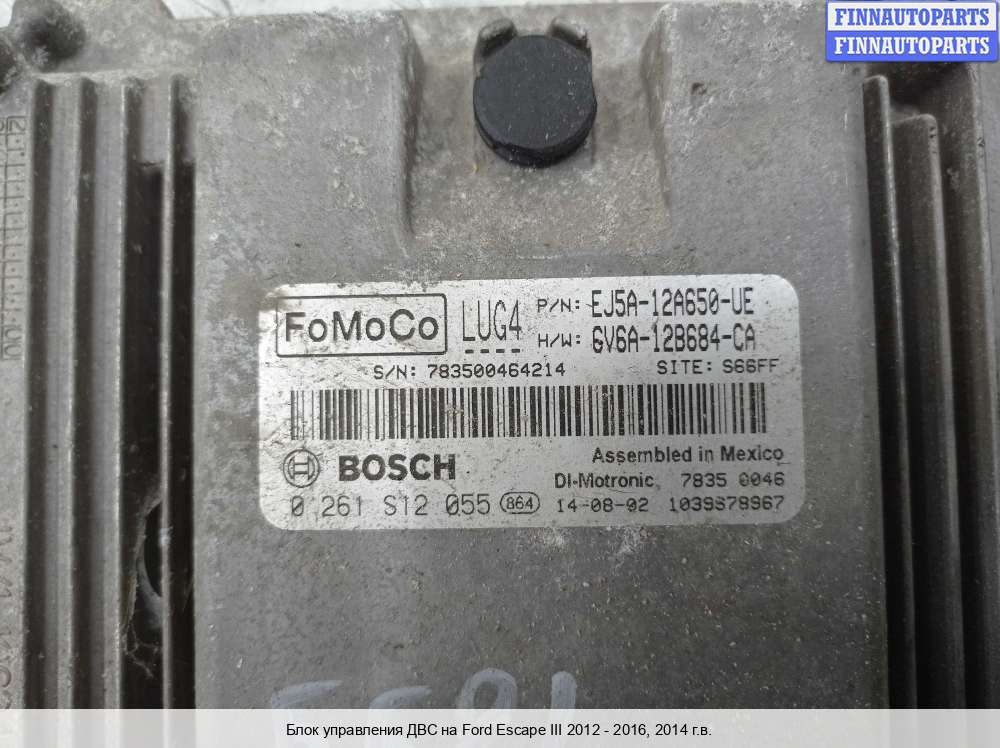 FINNAUTOPARTS
FINNAUTOPARTS
FoMoCo
LUG4
P/N: EJ5A-12A650-UE
H/W: GV6A-12B684-CA
S/N: 783500464214
SITE: S66FF
BOSCH
Assembled in Mexico
DI-Motronic 7835 0046
0 261 S12 055 864 14-08-02 1039S78967
Блок управления ДВС на Ford Escape III 2012 - 2016, 2014 г.в.